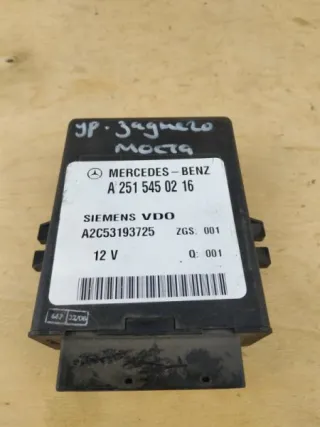 ур. заднего
моста
MERCEDES-BENZ
A 251 545 02 16
SIEMENS VDO
A2C53193725 ZGS. 001
12 V Q: 001